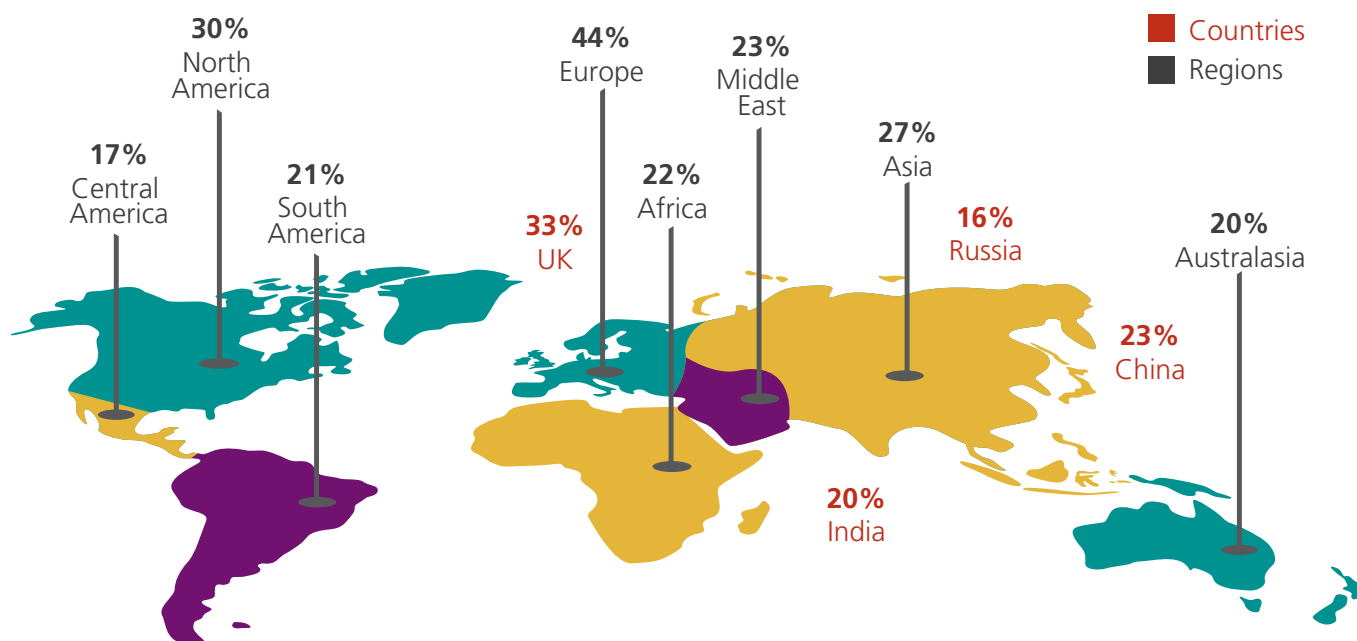 30%
North
America
44%
Europe
23%
Middle
East
Countries
Regions
17%
Central
America
21%
South
America
33%
UK
22%
Africa
27%
Asia
16%
Russia
20%
Australasia
23%
China
20%
India